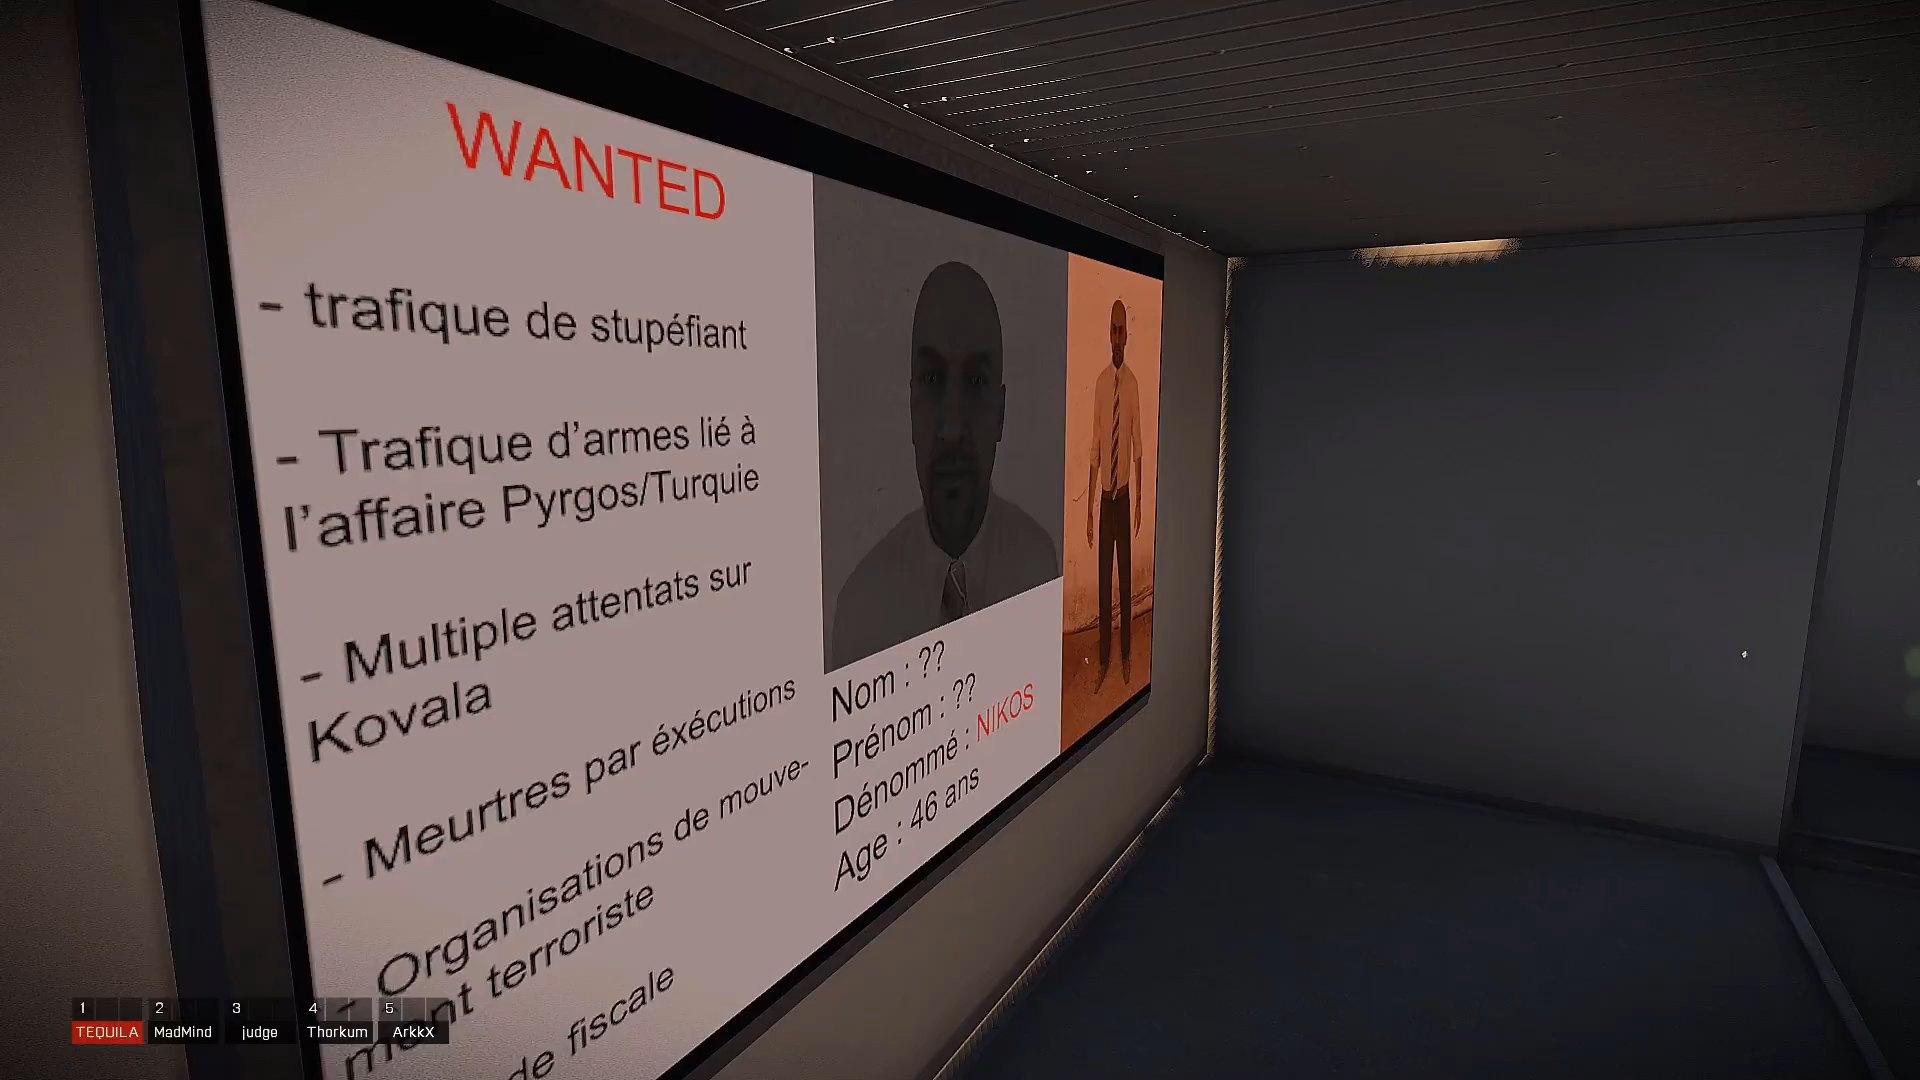 WANTED
- trafique de stupéfiant
- Trafique d’armes lié à
l’affaire Pyrgos/Turquie
- Multiple attentats sur
Kovala
- Meurtres par éxécutions
- Organisations de mouve-
ment terroriste
de fiscale
Nom : ??
Prénom : ??
Dénommé : NIKOS
Age : 46 ans
1 2 3 4 5
TEQUILA MadMind judge Thorkum ArkkX